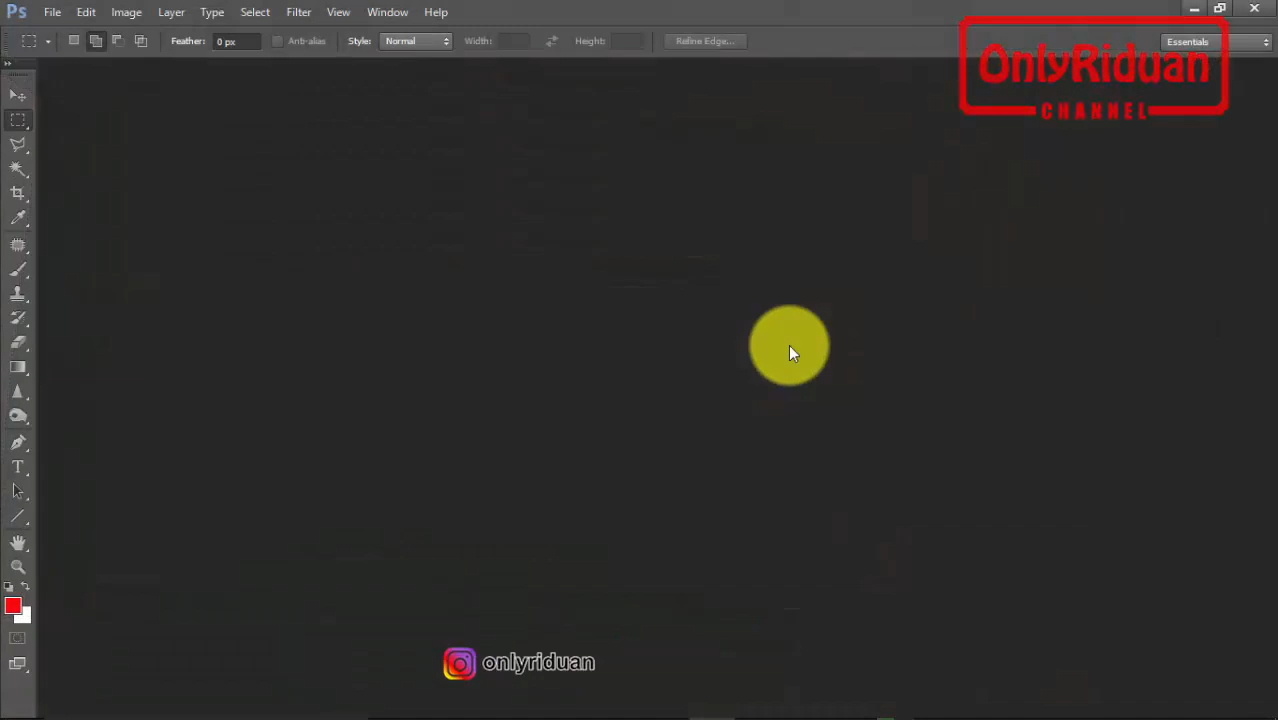 Ps File Edit Image Layer Type Select Filter View Window Help
Feather: 0 px Anti-alias Style: Normal Width: Height: Refine Edge... Essentials
OnlyRiduan
CHANNEL
T
onlyriduan